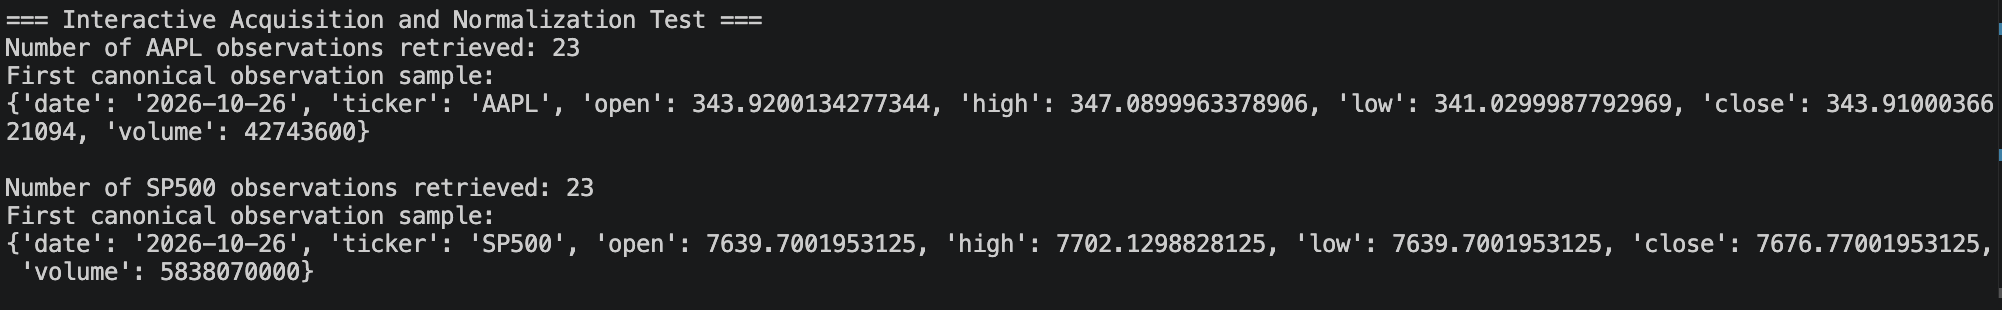 === Interactive Acquisition and Normalization Test ===
Number of AAPL observations retrieved: 23
First canonical observation sample:
{'date': '2026-10-26', 'ticker': 'AAPL', 'open': 343.9200134277344, 'high': 347.0899963378906, 'low': 341.0299987792969, 'close': 343.91000366
21094, 'volume': 42743600}
Number of SP500 observations retrieved: 23
First canonical observation sample:
{'date': '2026-10-26', 'ticker': 'SP500', 'open': 7639.7001953125, 'high': 7702.1298828125, 'low': 7639.7001953125, 'close': 7676.77001953125,
 'volume': 5838070000}